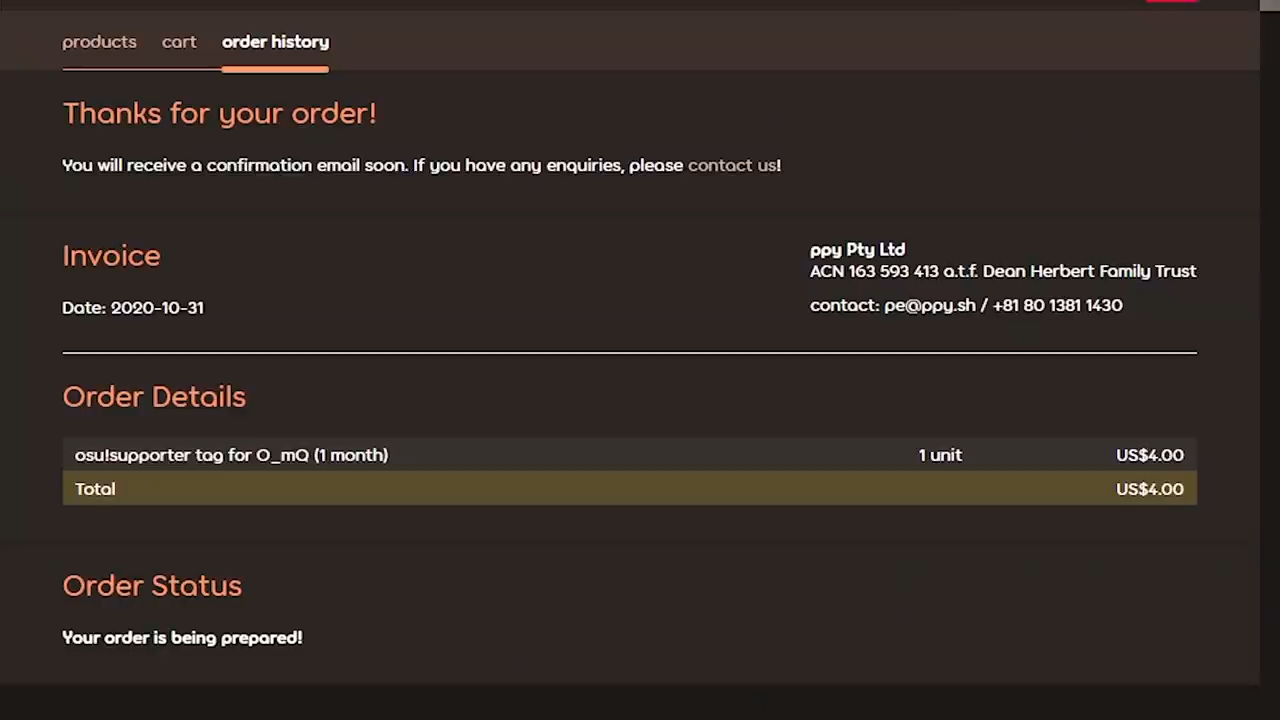 products cart order history
Thanks for your order!
You will receive a confirmation email soon. If you have any enquiries, please contact us!
Invoice
Date: 2020-10-31
ppy Pty Ltd
ACN 163 593 413 a.t.f. Dean Herbert Family Trust
contact: pe@ppy.sh / +81 80 1381 1430
Order Details
osu!supporter tag for O_mQ (1 month) 1 unit US$4.00
Total US$4.00
Order Status
Your order is being prepared!